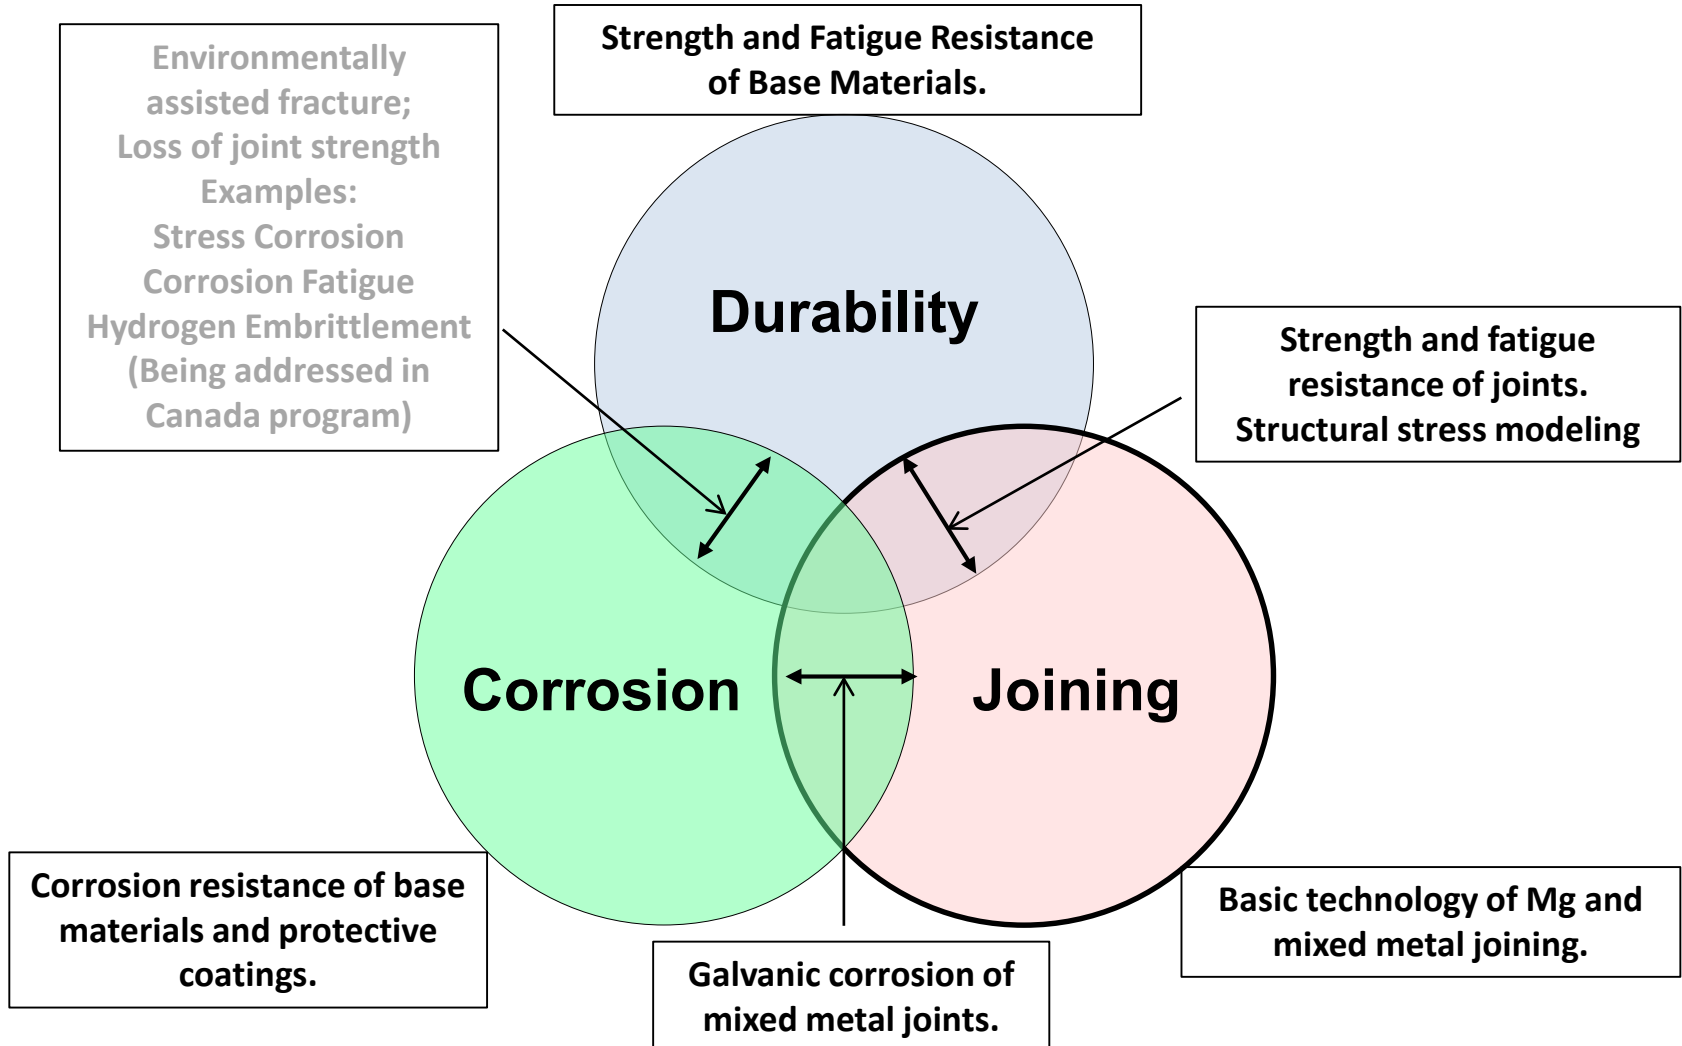 Environmentally
assisted fracture;
Loss of joint strength
Examples:
Stress Corrosion
Corrosion Fatigue
Hydrogen Embrittlement
(Being addressed in
Canada program)
Strength and Fatigue Resistance
of Base Materials.
Durability
Strength and fatigue
resistance of joints.
Structural stress modeling
Corrosion
Joining
Corrosion resistance of base
materials and protective
coatings.
Galvanic corrosion of
mixed metal joints.
Basic technology of Mg and
mixed metal joining.